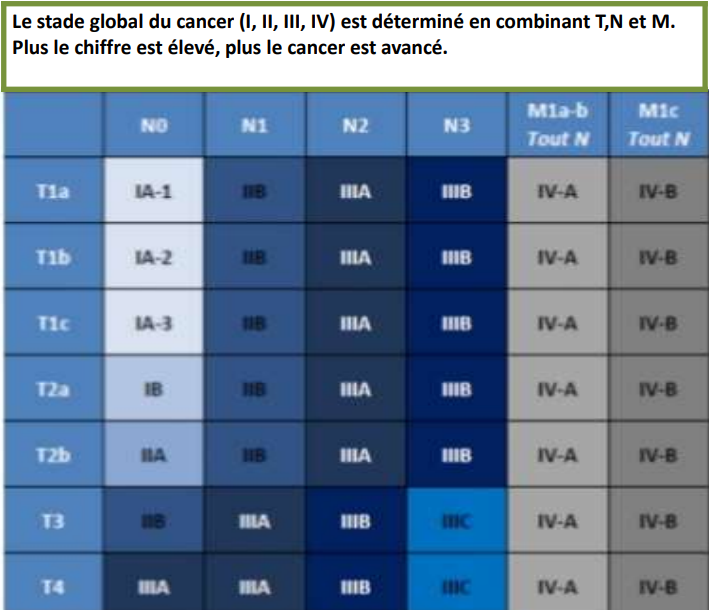 Le stade global du cancer (I, II, III, IV) est déterminé en combinant T,N et M.
Plus le chiffre est élevé, plus le cancer est avancé.
N0 N1 N2 N3 M1a-b Tout N M1c Tout N
T1a IA-1 IIB IIIA IIIB IV-A IV-B
T1b IA-2 IIB IIIA IIIB IV-A IV-B
T1c IA-3 IIB IIIA IIIB IV-A IV-B
T2a IB IIB IIIA IIIB IV-A IV-B
T2b IIA IIB IIIA IIIB IV-A IV-B
T3 IIB IIIA IIIB IIIC IV-A IV-B
T4 IIIA IIIA IIIB IIIC IV-A IV-B